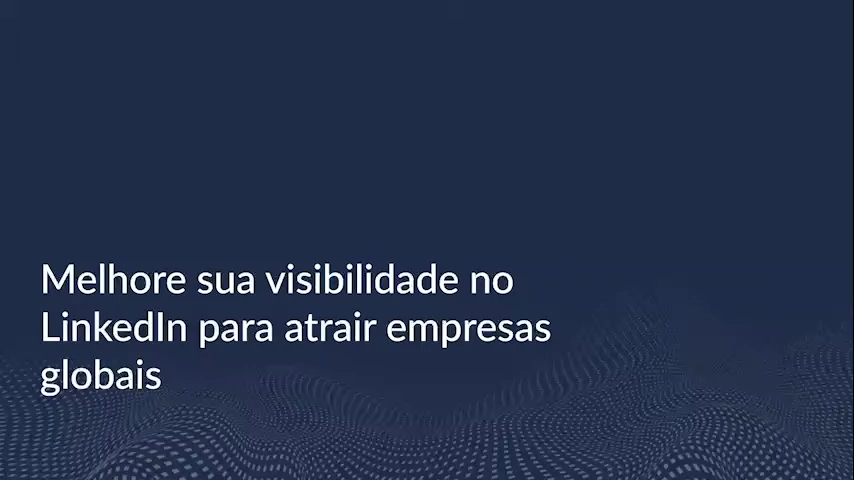 Melhore sua visibilidade no
LinkedIn para atrair empresas
globais